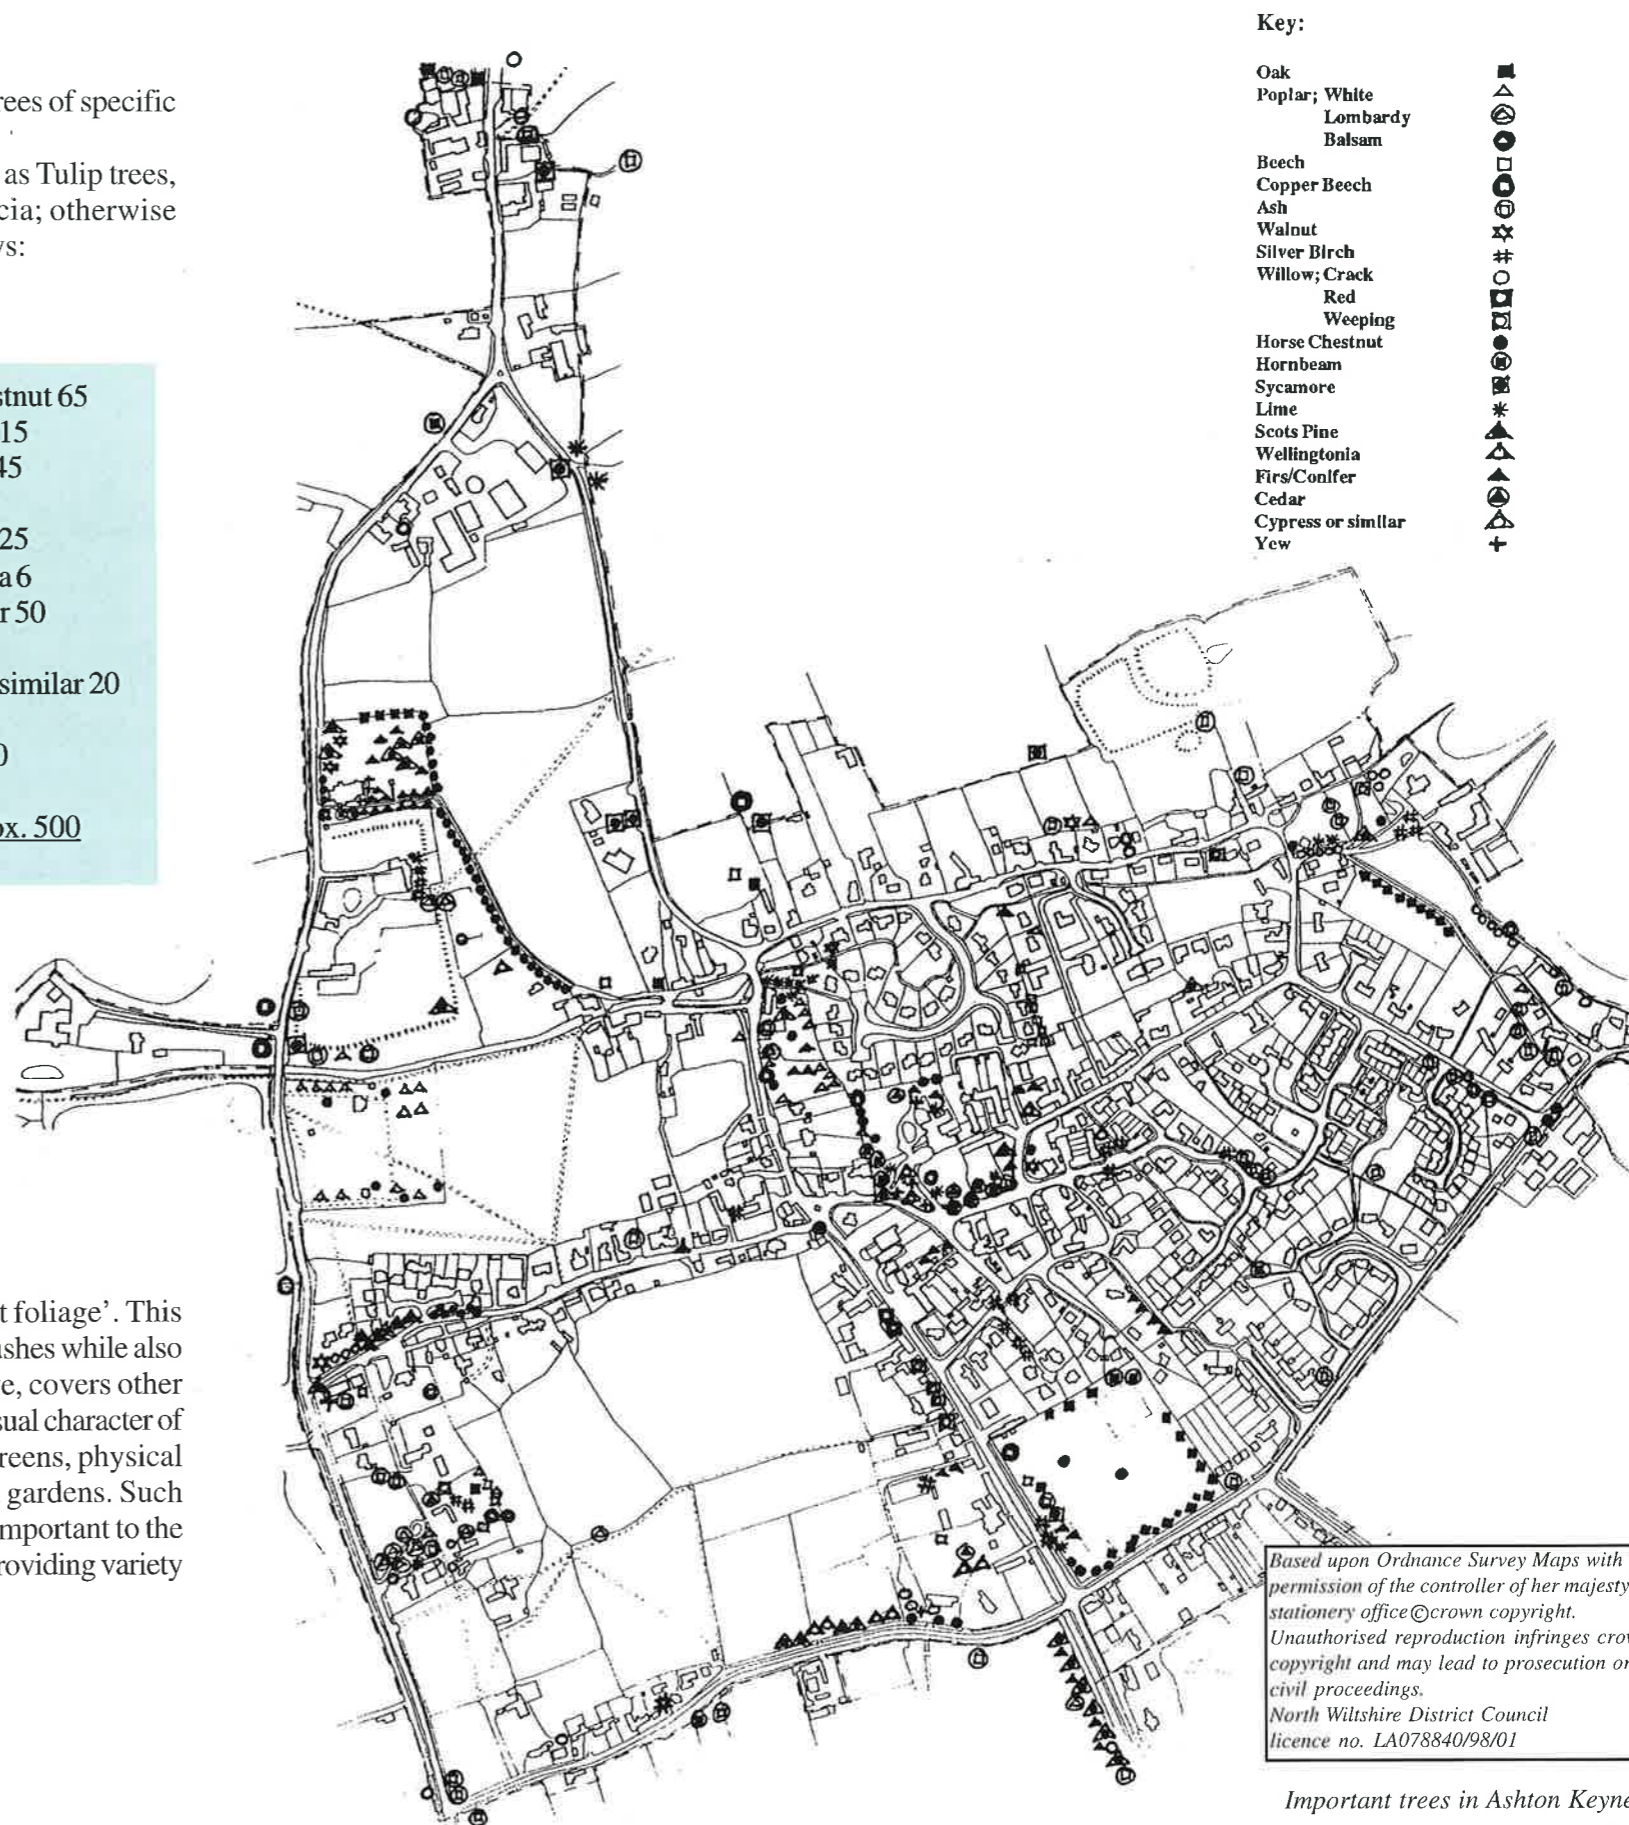 rees of specific
as Tulip trees,
cia; otherwise
vs:
stnut 65
15
45
25
a 6
r 50
similar 20
0
ox. 500
t foliage’. This
ushes while also
e, covers other
sual character of
reens, physical
gardens. Such
mportant to the
roviding variety
Key:
Oak
Poplar; White
Lombardy
Balsam
Beech
Copper Beech
Ash
Walnut
Silver Birch
Willow; Crack
Red
Weeping
Horse Chestnut
Hornbeam
Sycamore
Lime
Scots Pine
Wellingtonia
Firs/Conifer
Cedar
Cypress or similar
Yew
Based upon Ordnance Survey Maps with
permission of the controller of her majesty
stationery office©crown copyright.
Unauthorised reproduction infringes crow
copyright and may lead to prosecution or
civil proceedings.
North Wiltshire District Council
licence no. LA078840/98/01
Important trees in Ashton Keyne